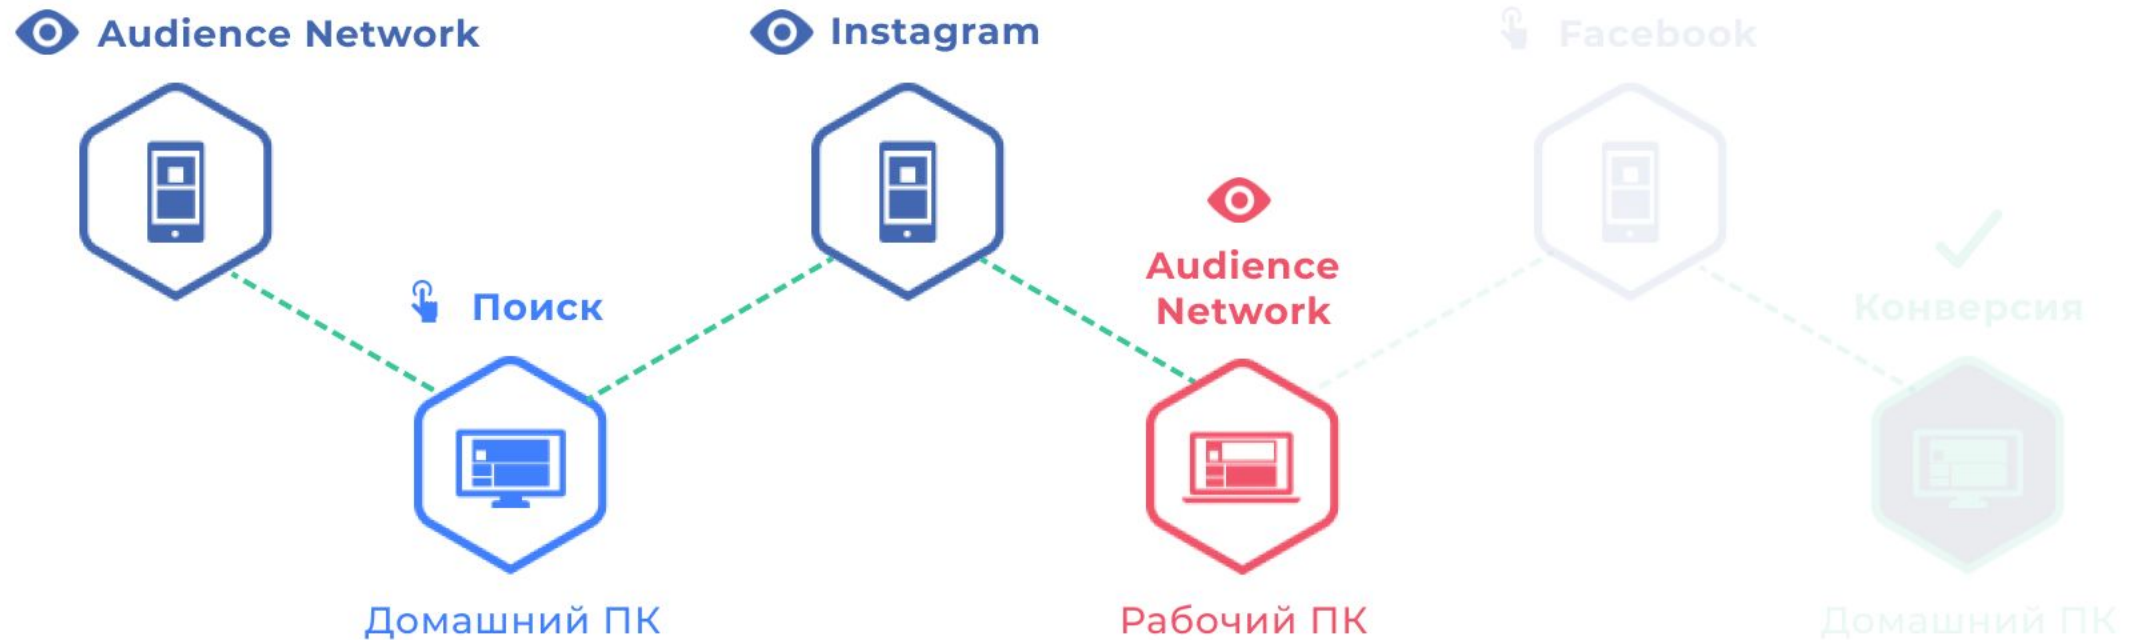 Audience Network
Instagram
Facebook
Audience
Network
Поиск
Конверсия
Домашний ПК
Рабочий ПК
Домашний ПК